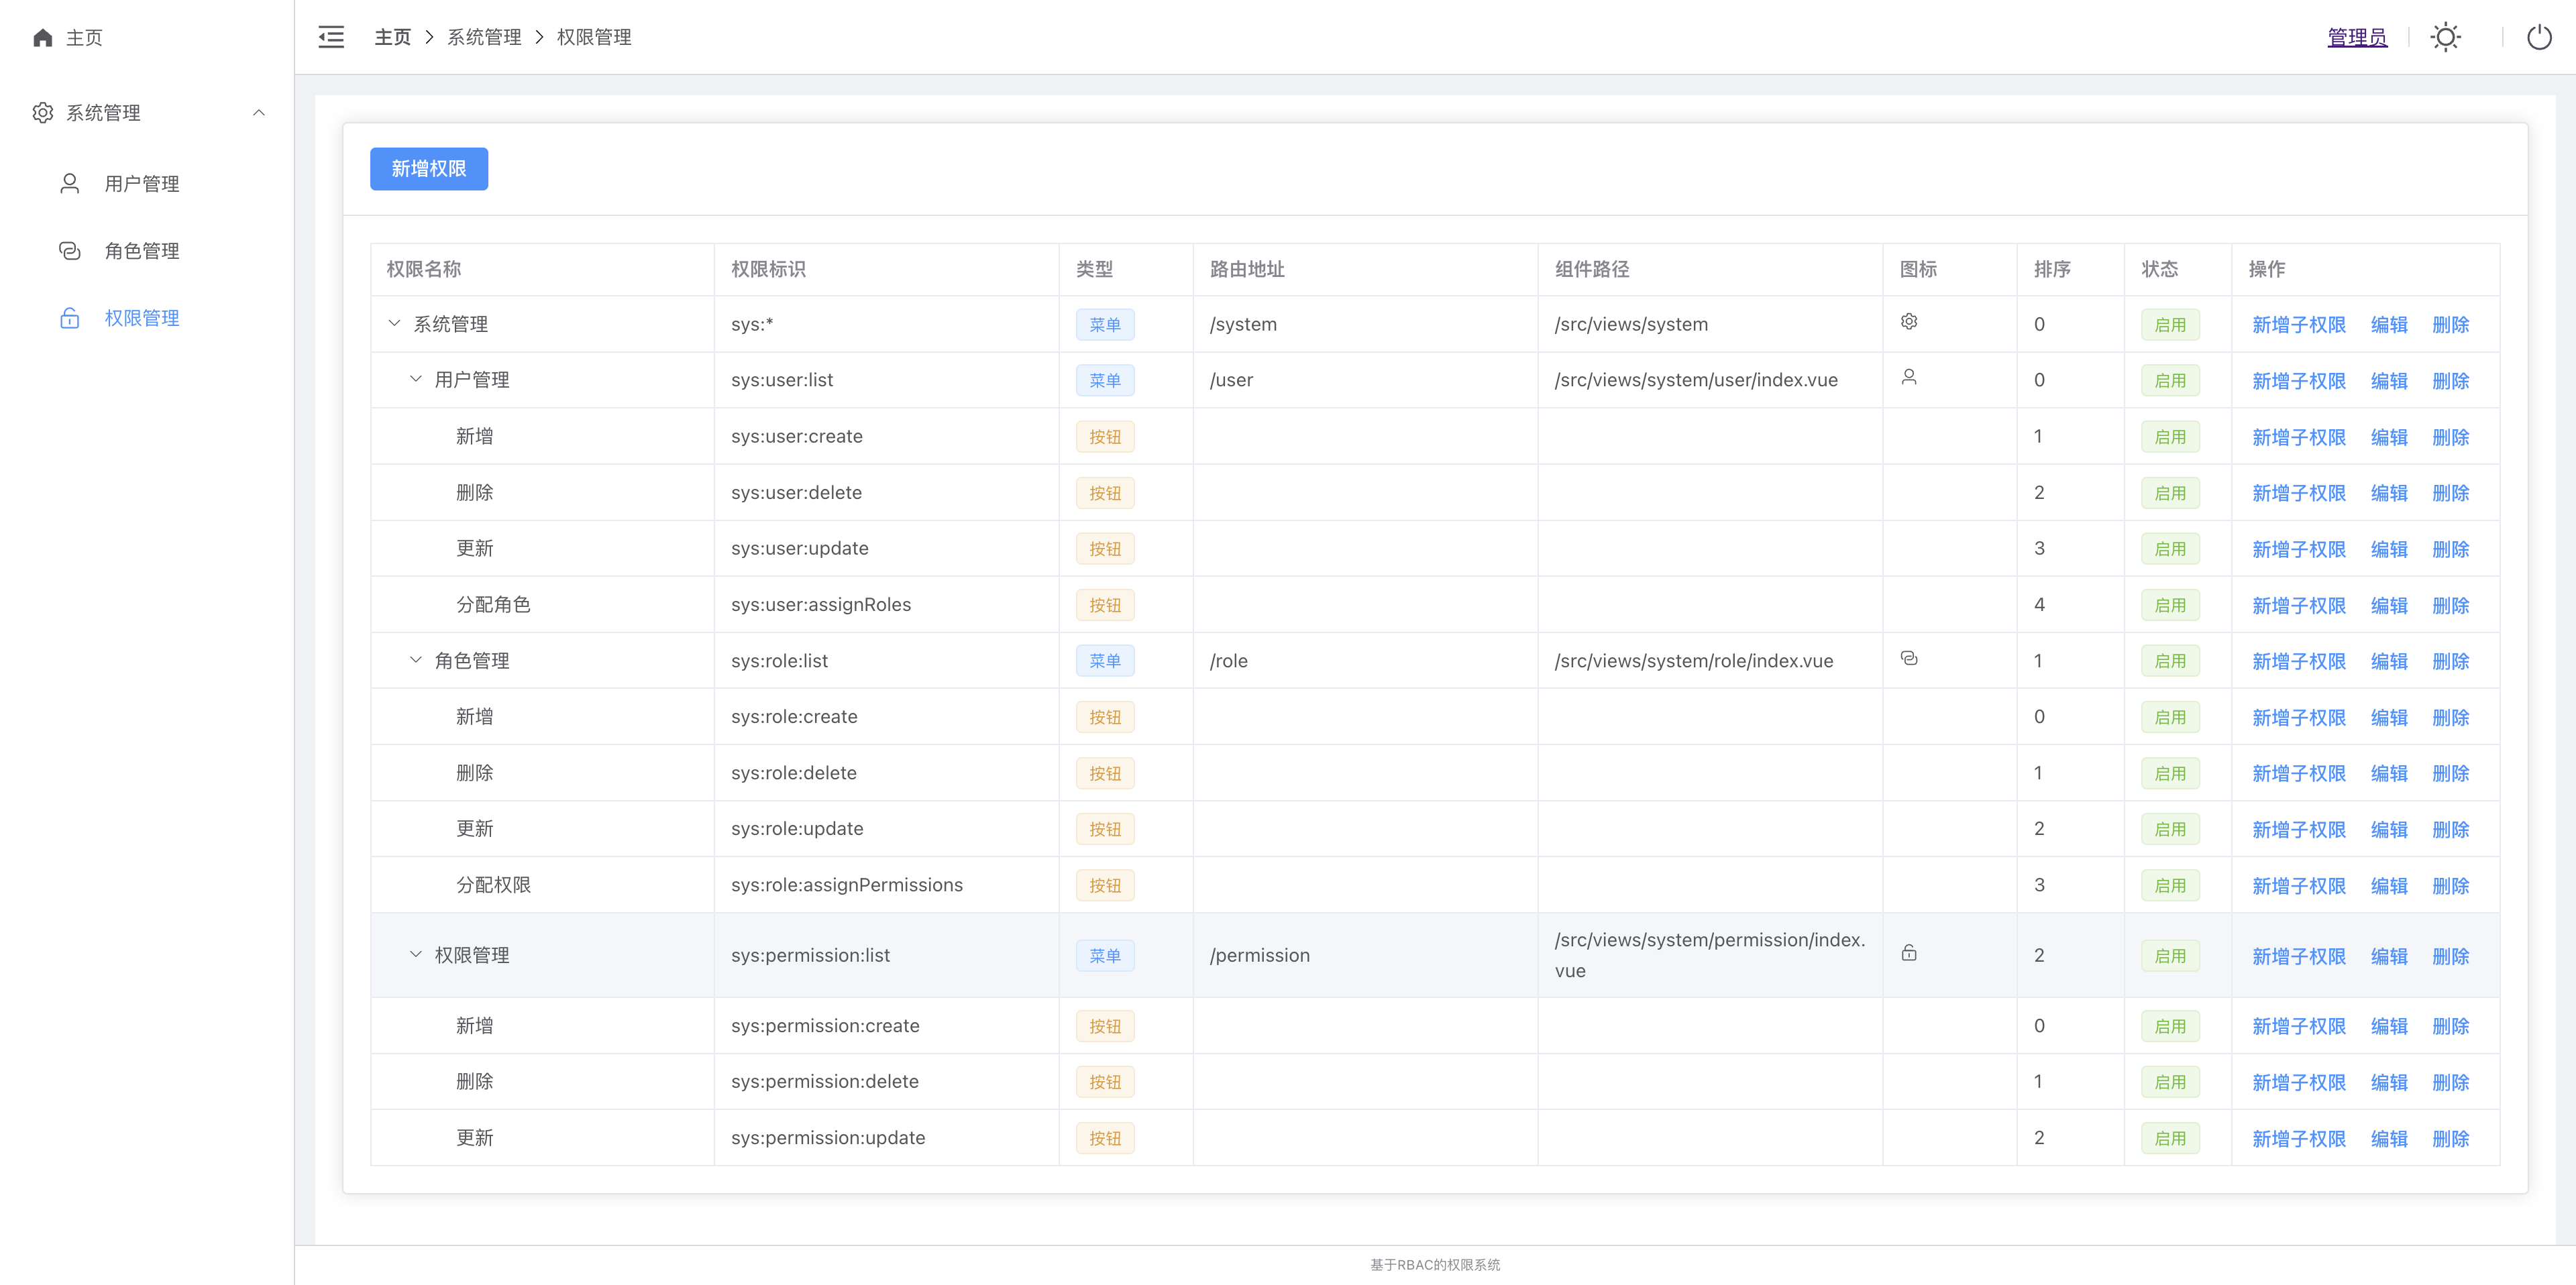 主页
系统管理
用户管理
角色管理
权限管理
主页 > 系统管理 > 权限管理
管理员
新增权限
权限名称 权限标识 类型 路由地址 组件路径 图标 排序 状态 操作
系统管理 sys:* 菜单 /system /src/views/system 0 启用 新增子权限 编辑 删除
用户管理 sys:user:list 菜单 /user /src/views/system/user/index.vue 0 启用 新增子权限 编辑 删除
新增 sys:user:create 按钮 1 启用 新增子权限 编辑 删除
删除 sys:user:delete 按钮 2 启用 新增子权限 编辑 删除
更新 sys:user:update 按钮 3 启用 新增子权限 编辑 删除
分配角色 sys:user:assignRoles 按钮 4 启用 新增子权限 编辑 删除
角色管理 sys:role:list 菜单 /role /src/views/system/role/index.vue 1 启用 新增子权限 编辑 删除
新增 sys:role:create 按钮 0 启用 新增子权限 编辑 删除
删除 sys:role:delete 按钮 1 启用 新增子权限 编辑 删除
更新 sys:role:update 按钮 2 启用 新增子权限 编辑 删除
分配权限 sys:role:assignPermissions 按钮 3 启用 新增子权限 编辑 删除
权限管理 sys:permission:list 菜单 /permission /src/views/system/permission/index.
vue 2 启用 新增子权限 编辑 删除
新增 sys:permission:create 按钮 0 启用 新增子权限 编辑 删除
删除 sys:permission:delete 按钮 1 启用 新增子权限 编辑 删除
更新 sys:permission:update 按钮 2 启用 新增子权限 编辑 删除
基于RBAC的权限系统